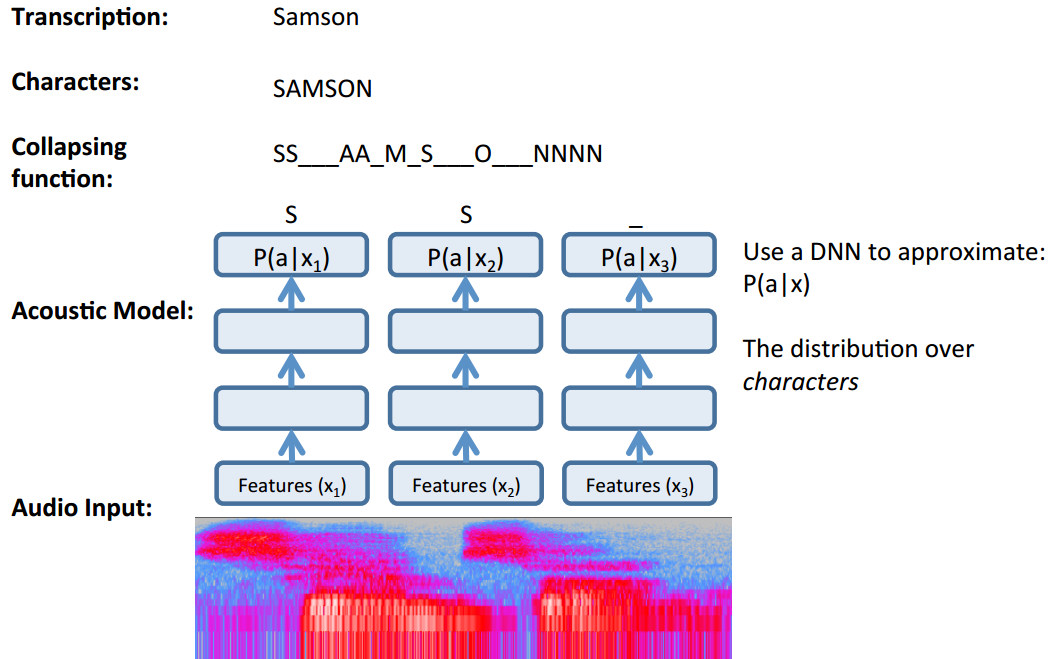 Transcription: Samson
Characters: SAMSON
Collapsing function: SS___AA_M_S___O___NNNN
S S _
P(a|x₁) P(a|x₂) P(a|x₃)
Use a DNN to approximate:
P(a|x)
Acoustic Model:
The distribution over
characters
Features (x₁) Features (x₂) Features (x₃)
Audio Input: